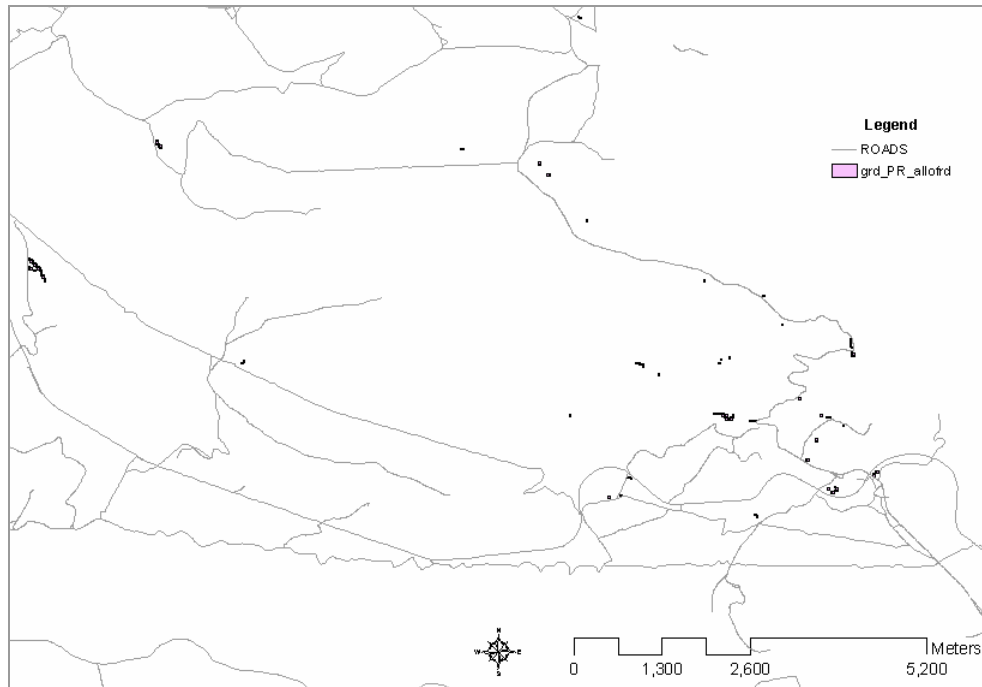 Legend
ROADS
grd_PR_allofrd
N
W E
S
Meters
0 1,300 2,600 5,200